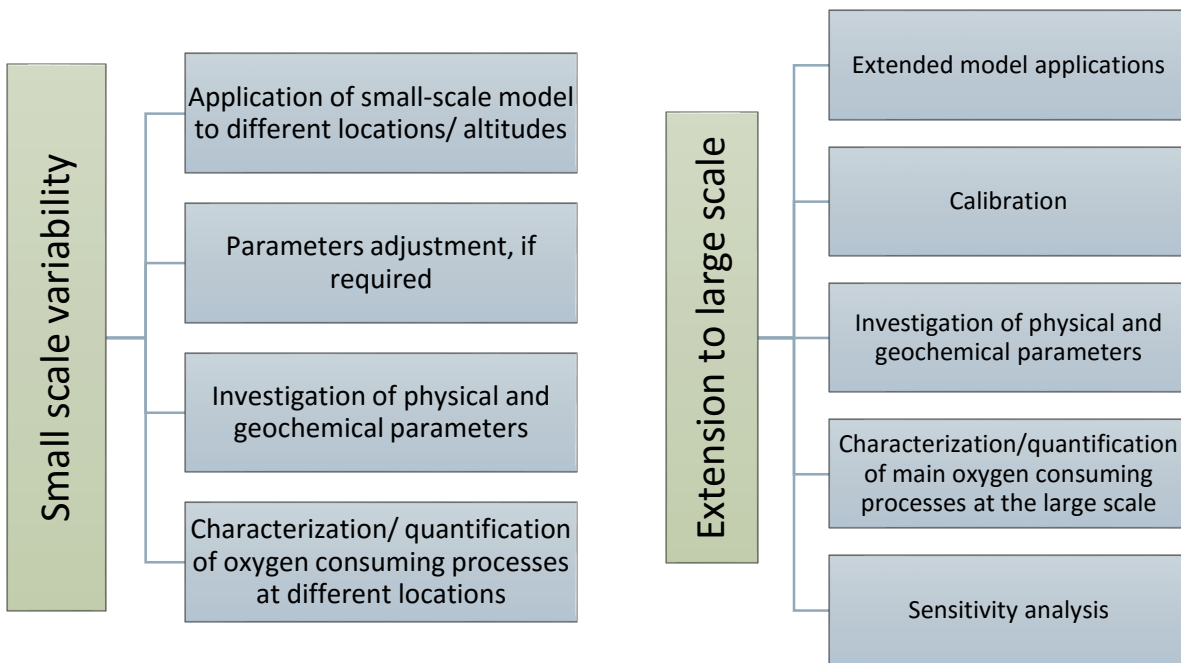 Small scale variability
Application of small-scale model
to different locations/ altitudes
Parameters adjustment, if
required
Investigation of physical and
geochemical parameters
Characterization/ quantification
of oxygen consuming processes
at different locations
Extension to large scale
Extended model applications
Calibration
Investigation of physical and
geochemical parameters
Characterization/quantification
of main oxygen consuming
processes at the large scale
Sensitivity analysis